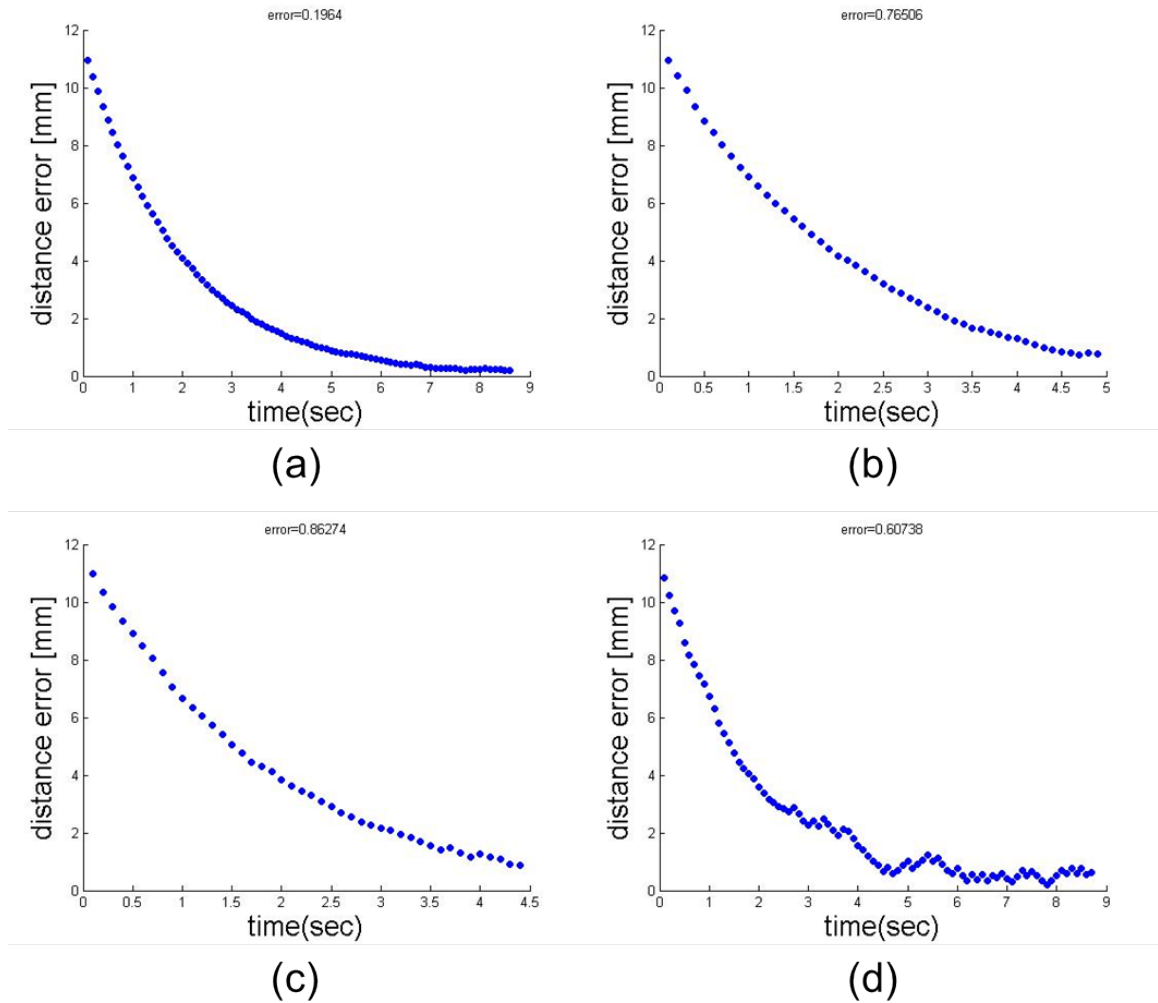 error=0.1964
12
10
8
6
4
2
0
distance error [mm]
0 1 2 3 4 5 6 7 8 9
time(sec)
(a)
error=0.76506
12
10
8
6
4
2
0
distance error [mm]
0 0.5 1 1.5 2 2.5 3 3.5 4 4.5 5
time(sec)
(b)
error=0.86274
12
10
8
6
4
2
0
distance error [mm]
0 0.5 1 1.5 2 2.5 3 3.5 4 4.5
time(sec)
(c)
error=0.60738
12
10
8
6
4
2
0
distance error [mm]
0 1 2 3 4 5 6 7 8 9
time(sec)
(d)